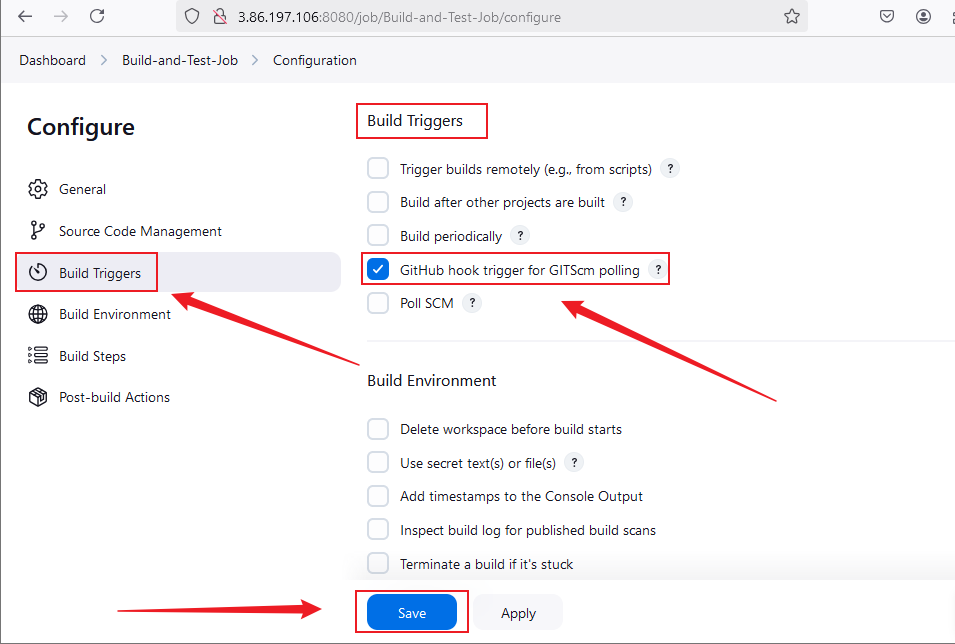 3.86.197.106:8080/job/Build-and-Test-Job/configure
Dashboard > Build-and-Test-Job > Configuration
Configure
General
Source Code Management
Build Triggers
Build Environment
Build Steps
Post-build Actions
Build Triggers
Trigger builds remotely (e.g., from scripts) ?
Build after other projects are built ?
Build periodically ?
GitHub hook trigger for GITScm polling ?
Poll SCM ?
Build Environment
Delete workspace before build starts
Use secret text(s) or file(s) ?
Add timestamps to the Console Output
Inspect build log for published build scans
Terminate a build if it's stuck
Save
Apply